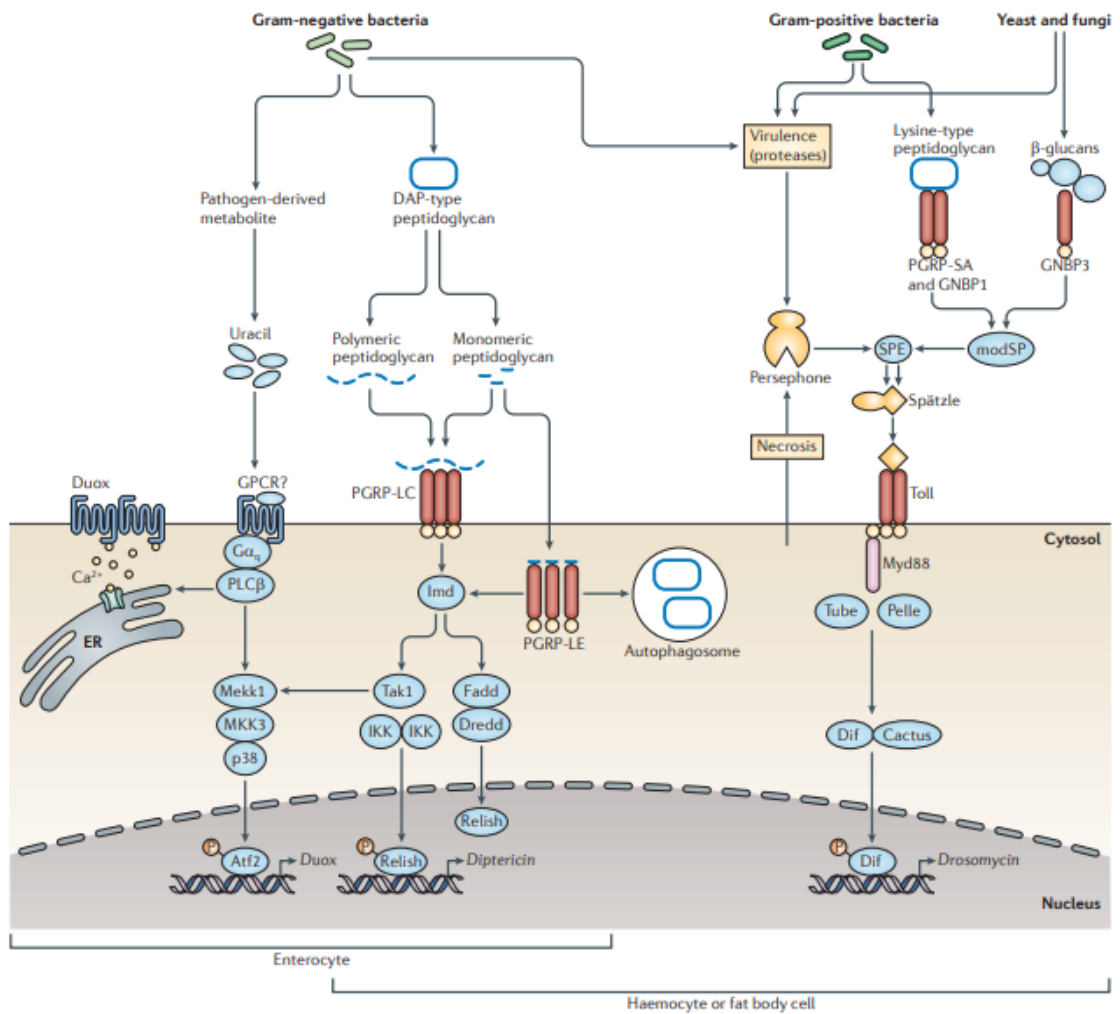 Gram-negative bacteria
Gram-positive bacteria
Yeast and fungi
Virulence
(proteases)
Lysine-type
peptidoglycan
β-glucans
Pathogen-derived
metabolite
DAP-type
peptidoglycan
PGRP-SA
and GNBP1
GNBP3
Uracil
Polymeric
peptidoglycan
Monomeric
peptidoglycan
Persephone
SPE
modSP
Spätzle
Necrosis
Duox
GPCR?
PGRP-LC
Toll
Cytosol
Gαq
Ca2+
PLCβ
Imd
Myd88
ER
PGRP-LE
Autophagosome
Tube
Pelle
Mekk1
Tak1
Fadd
MKK3
IKK
IKK
Dredd
Dif
Cactus
p38
Relish
P
Atf2
Duox
P
Relish
Diptericin
P
Dif
Drosomycin
Nucleus
Enterocyte
Haemocyte or fat body cell